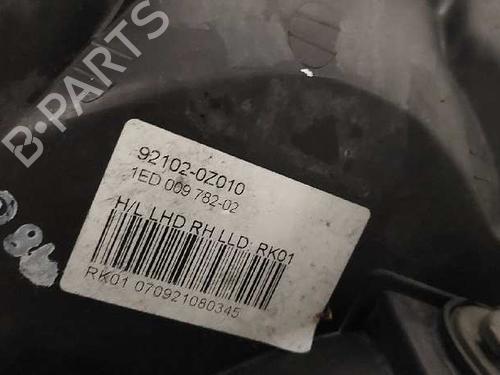 B-PARTS
92102-0Z010
1ED 009 782-02
H/L LHD RH LLD: RK01
RK01 070921080345